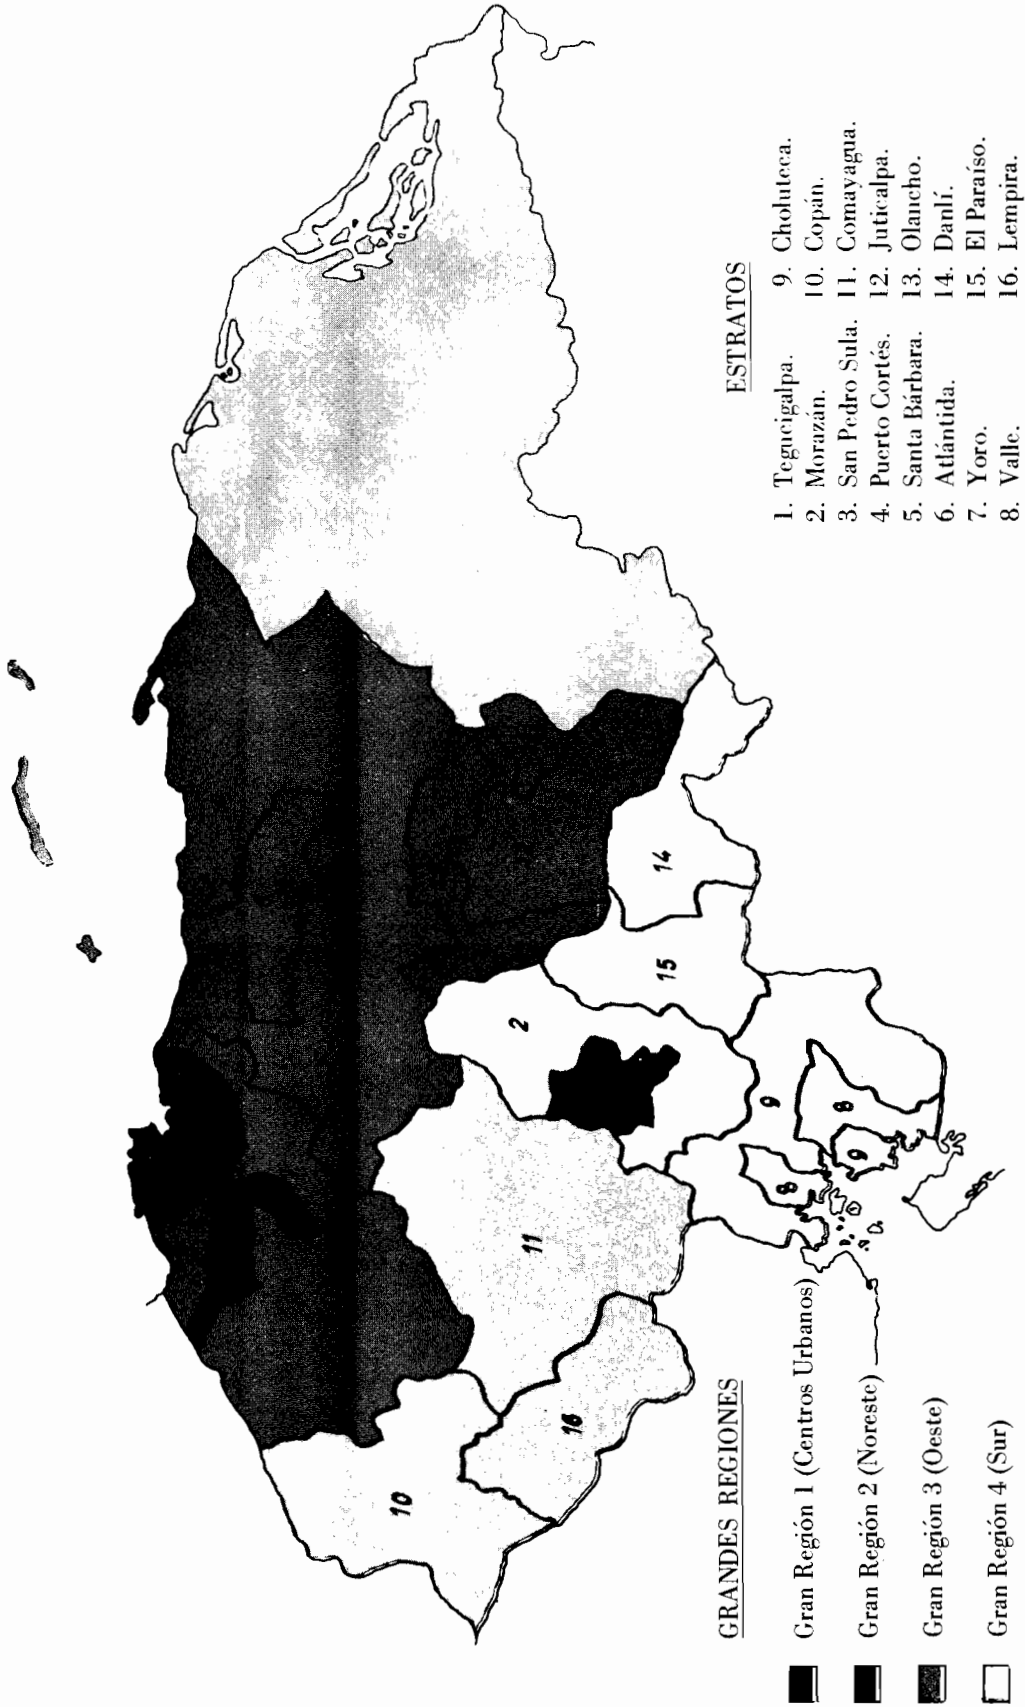 10
16
11
2
15
14
9
8
8
9
GRANDES REGIONES
Gran Región 1 (Centros Urbanos)
Gran Región 2 (Noreste)
Gran Región 3 (Oeste)
Gran Región 4 (Sur)
ESTRATOS
1. Tegucigalpa.
2. Morazán.
3. San Pedro Sula.
4. Puerto Cortés.
5. Santa Bárbara.
6. Atlántida.
7. Yoro.
8. Valle.
9. Choluteca.
10. Copán.
11. Comayagua.
12. Juticalpa.
13. Olancho.
14. Danlí.
15. El Paraíso.
16. Lempira.